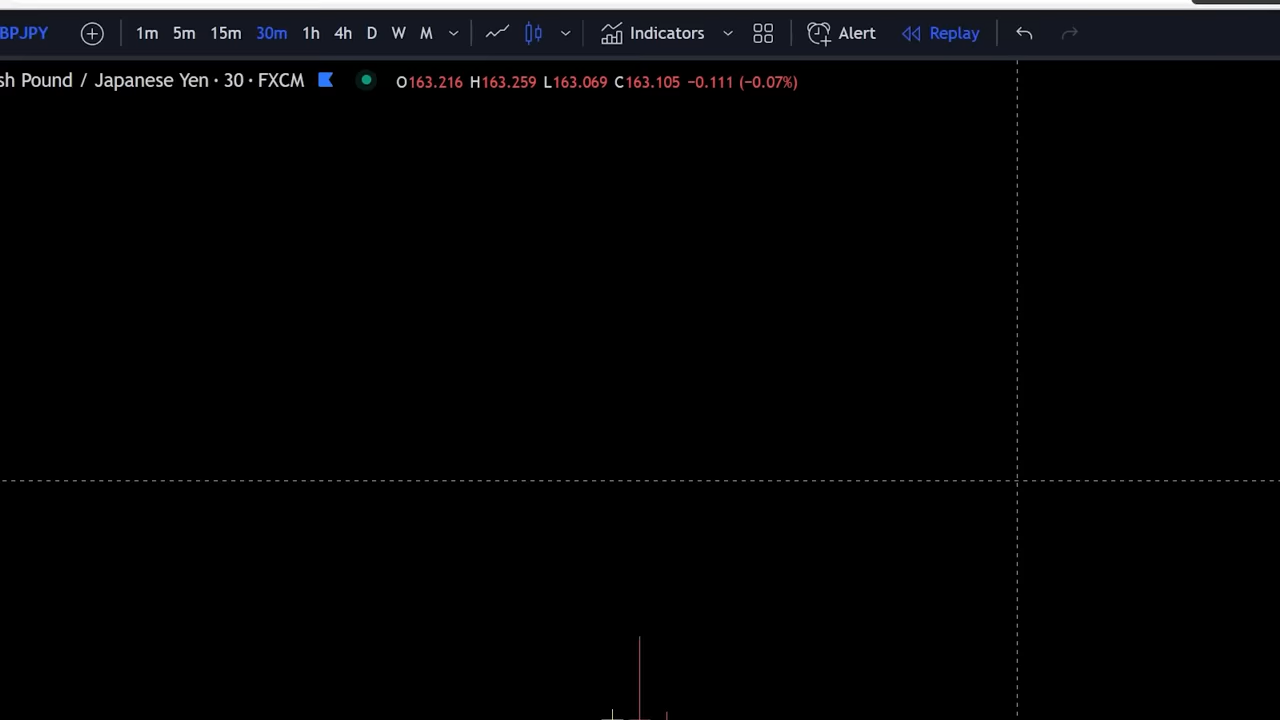 BPJPY 1m 5m 15m 30m 1h 4h D W M Indicators Alert Replay
sh Pound / Japanese Yen · 30 · FXCM O163.216 H163.259 L163.069 C163.105 −0.111 (−0.07%)